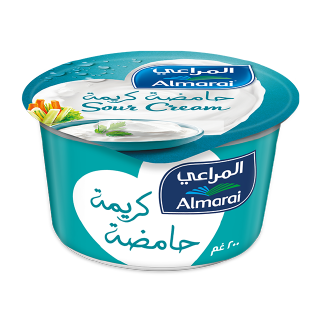 المراعي
Almarai
حامضة كريمة
Sour Cream
المراعي
Almarai
كريمة
حامضة
٢٠٠ غم